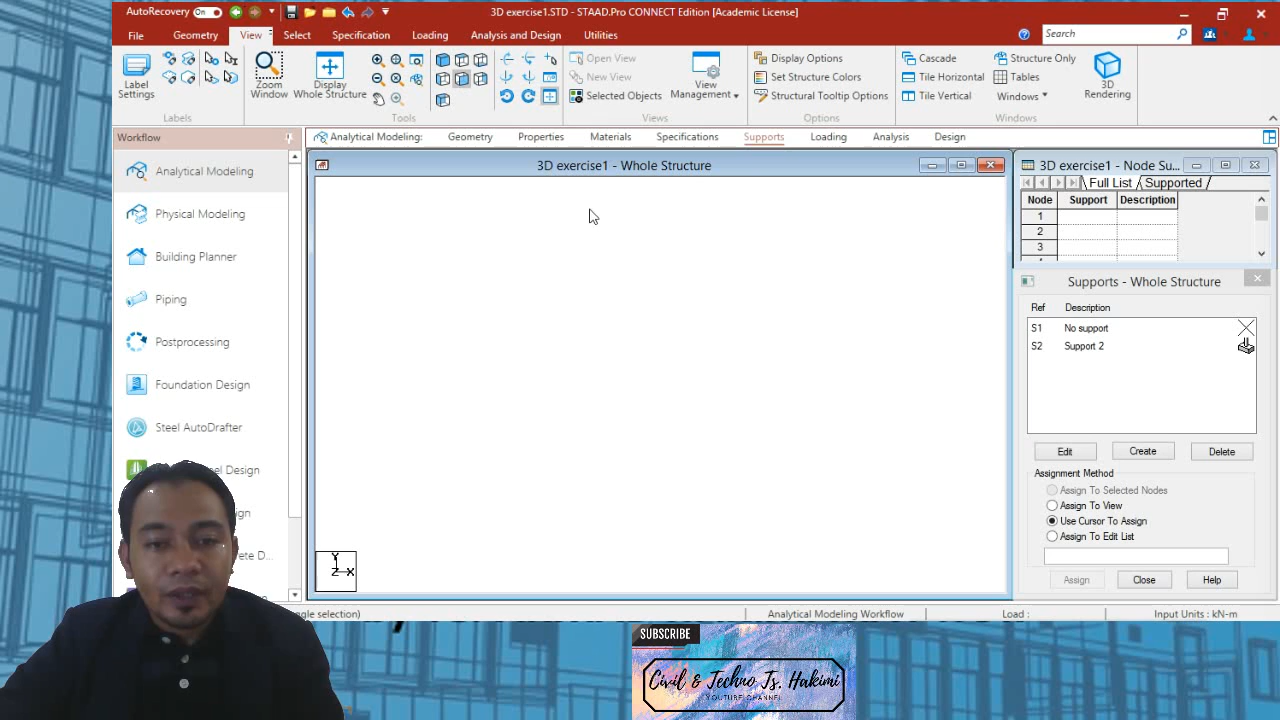 AutoRecovery On
3D exercise1.STD - STAAD.Pro CONNECT Edition [Academic License]
File Geometry View Select Specification Loading Analysis and Design Utilities
Search
Label Settings
Labels
Zoom Window
Display Whole Structure
Tools
Open View
New View
Selected Objects
View Management
Views
Display Options
Set Structure Colors
Structural Tooltip Options
Options
Cascade
Tile Horizontal
Tile Vertical
Structure Only
Tables
Windows
Windows
3D Rendering
Workflow
Analytical Modeling: Geometry Properties Materials Specifications Supports Loading Analysis Design
Analytical Modeling
Physical Modeling
Building Planner
Piping
Postprocessing
Foundation Design
Steel AutoDrafter
Design
3D exercise1 - Whole Structure
Y
Z X
3D exercise1 - Node Su...
Full List Supported
Node Support Description
1
2
3
Supports - Whole Structure
Ref Description
S1 No support
S2 Support 2
Edit Create Delete
Assignment Method
Assign To Selected Nodes
Assign To View
Use Cursor To Assign
Assign To Edit List
Assign Close Help
Analytical Modeling Workflow Load : Input Units : kN-m
SUBSCRIBE
Civil & Techno Ts. Hakimi
YOUTUBE CHANNEL